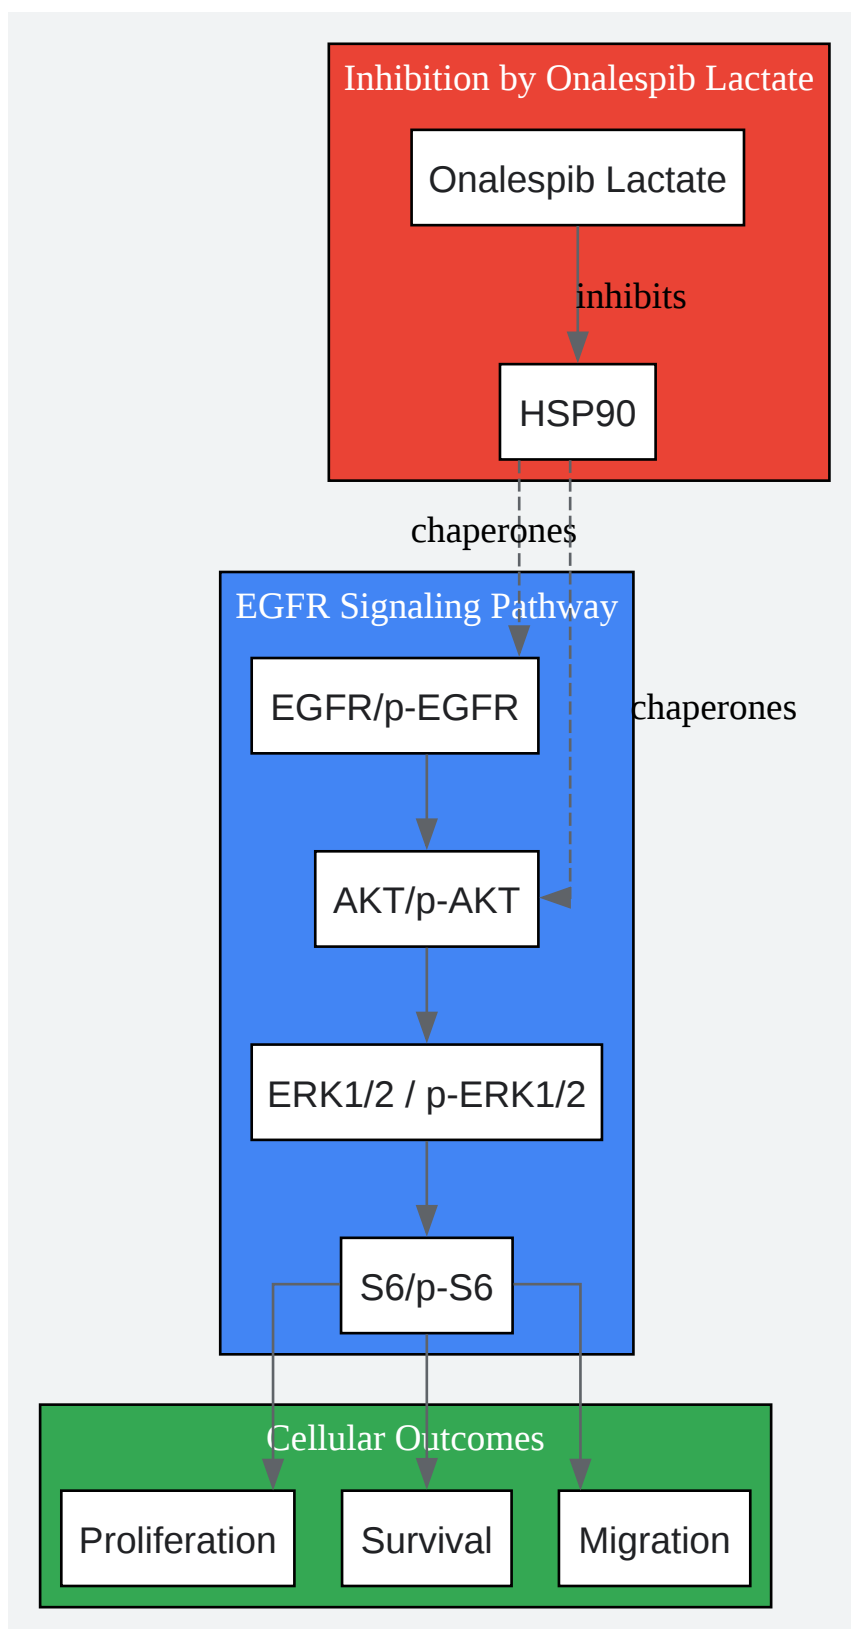 Inhibition by Onalespib Lactate
Onalespib Lactate
inhibits
HSP90
chaperones
EGFR Signaling Pathway
EGFR/p-EGFR
chaperones
AKT/p-AKT
ERK1/2 / p-ERK1/2
S6/p-S6
Cellular Outcomes
Proliferation
Survival
Migration